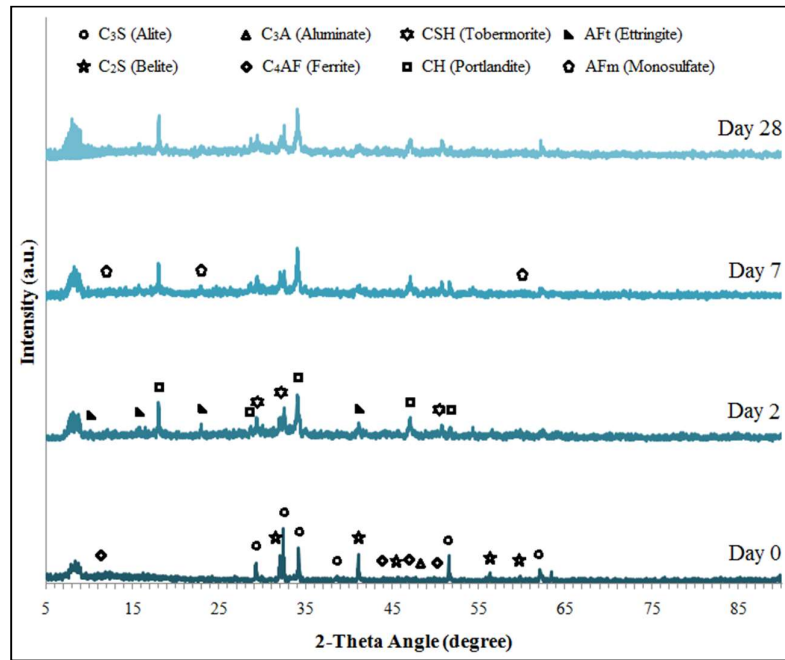 C₃S (Alite) C₃A (Aluminate) CSH (Tobermorite) AFt (Ettringite)
C₂S (Belite) C₄AF (Ferrite) CH (Portlandite) AFm (Monosulfate)
Day 28
Day 7
Day 2
Day 0
Intensity (a.u.)
5 15 25 35 45 55 65 75 85
2-Theta Angle (degree)